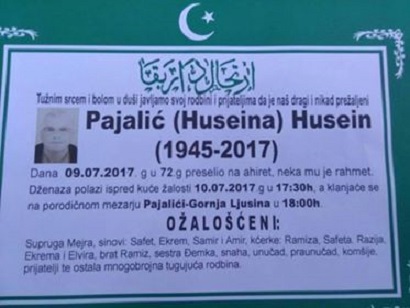 Tužnim srcem i bolom u duši javljamo svoj rodbini i prijateljima da je naš dragi i nikad prežaljeni
Pajalić (Huseina) Husein
(1945-2017)
Dana 09.07.2017. g u 72 g preselio na ahiret, neka mu je rahmet.
Dženaza polazi ispred kuće žalosti 10.07.2017 g u 17:30h, a klanjaće se
na porodičnom mezarju Pajalići-Gornja Ljusina u 18:00h.
OŽALOŠĆENI:
Supruga Mejra, sinovi: Safet, Ekrem, Samir i Amir, kćerke: Ramiza, Safeta, Razija,
Ekrema i Elvira, brat Ramiz, sestra Đemka, snaha, unučad, praunučad, komšije,
prijatelji te ostala mnogobrojna tugujuća rodbina.